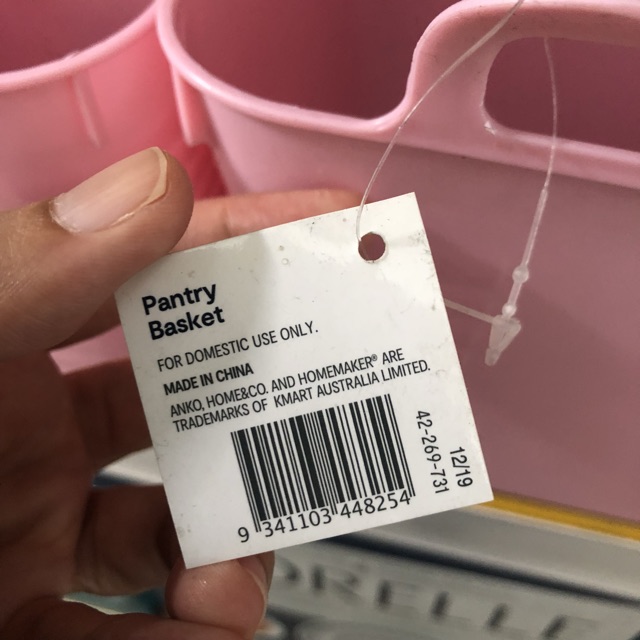 Pantry
Basket
FOR DOMESTIC USE ONLY.
MADE IN CHINA
ANKO, HOME&CO. AND HOMEMAKER® ARE
TRADEMARKS OF KMART AUSTRALIA LIMITED.
9 341103 448254
42-269-731
12/19
ORELLE